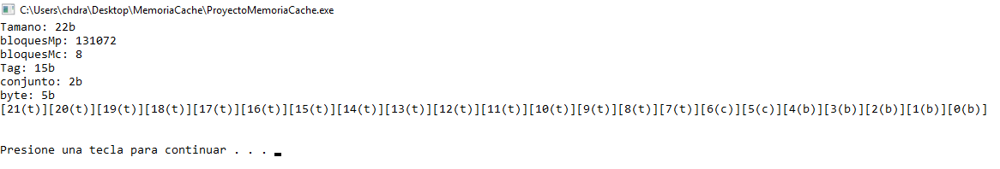 C:\Users\chdra\Desktop\MemoriaCache\ProyectoMemoriaCache.exe
Tamano: 22b
bloquesMp: 131072
bloquesMc: 8
Tag: 15b
conjunto: 2b
byte: 5b
[21(t)][20(t)][19(t)][18(t)][17(t)][16(t)][15(t)][14(t)][13(t)][12(t)][11(t)][10(t)][9(t)][8(t)][7(t)][6(c)][5(c)][4(b)][3(b)][2(b)][1(b)][0(b)]
Presione una tecla para continuar . . .